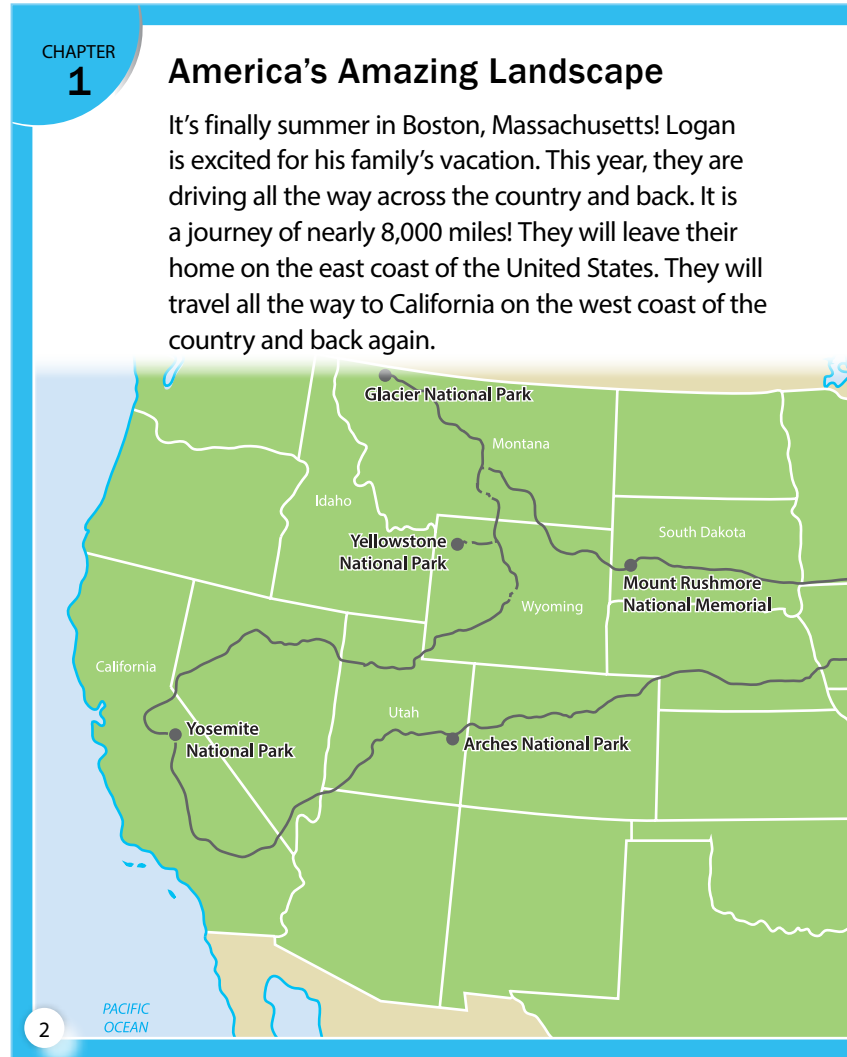 CHAPTER
1
America's Amazing Landscape
It's finally summer in Boston, Massachusetts! Logan
is excited for his family's vacation. This year, they are
driving all the way across the country and back. It is
a journey of nearly 8,000 miles! They will leave their
home on the east coast of the United States. They will
travel all the way to California on the west coast of the
country and back again.
Glacier National Park
Montana
Idaho
Yellowstone
National Park
South Dakota
Mount Rushmore
National Memorial
Wyoming
California
Utah
Yosemite
National Park
Arches National Park
PACIFIC
OCEAN
2